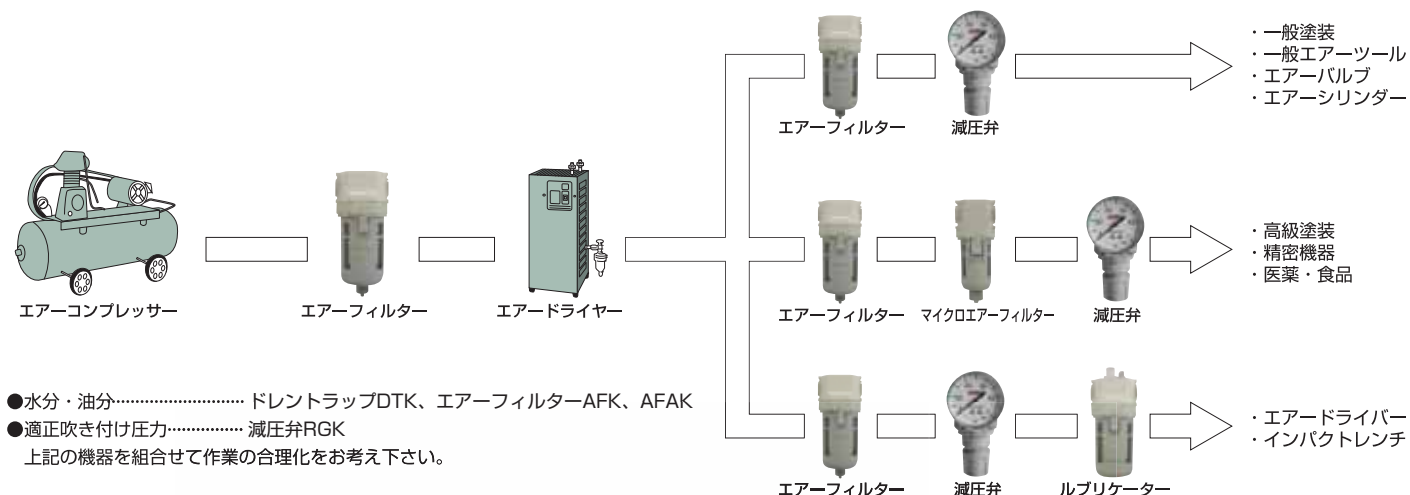 エアーコンプレッサー
エアーフィルター
エアードライヤー
エアーフィルター
減圧弁
・一般塗装
・一般エアーツール
・エアーバルブ
・エアーシリンダー
エアーフィルター
マイクロエアーフィルター
減圧弁
・高級塗装
・精密機器
・医薬・食品
エアーフィルター
減圧弁
ルブリケーター
・エアードライバー
・インパクトレンチ
●水分・油分……………………… ドレントラップDTK、エアーフィルターAFK、AFAK
●適正吹き付け圧力…………… 減圧弁RGK
上記の機器を組合せて作業の合理化をお考え下さい。